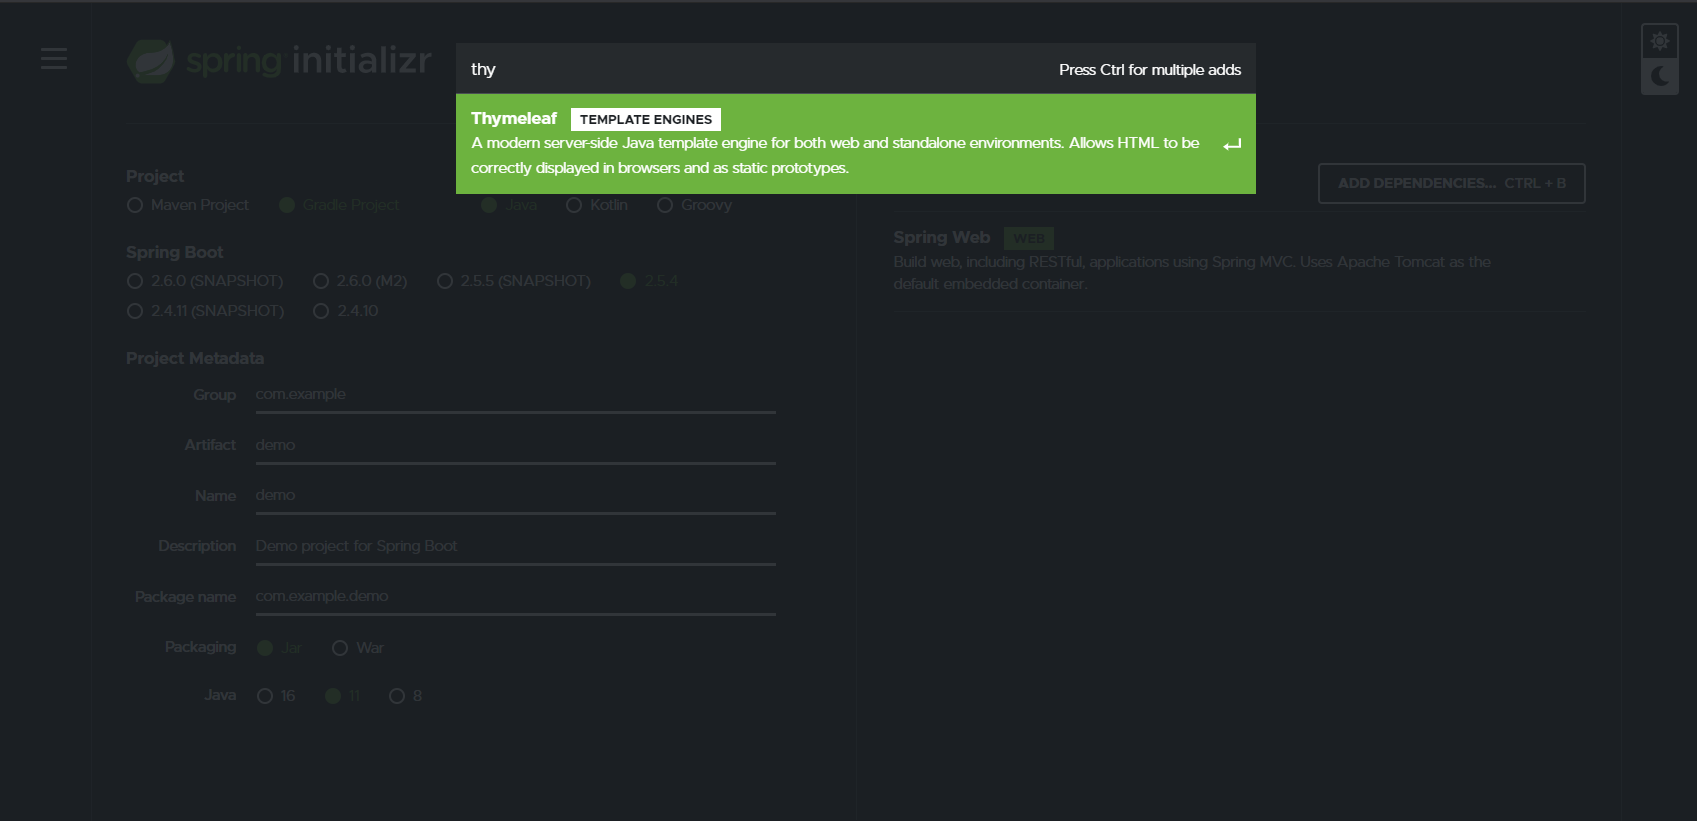 spring initializr
thy
Press Ctrl for multiple adds
Thymeleaf TEMPLATE ENGINES
A modern server-side Java template engine for both web and standalone environments. Allows HTML to be
correctly displayed in browsers and as static prototypes.
Project
Maven Project Gradle Project
Java Kotlin Groovy
Spring Boot
2.6.0 (SNAPSHOT) 2.6.0 (M2) 2.5.5 (SNAPSHOT) 2.5.4
2.4.11 (SNAPSHOT) 2.4.10
Project Metadata
Group com.example
Artifact demo
Name demo
Description Demo project for Spring Boot
Package name com.example.demo
Packaging Jar War
Java 16 11 8
ADD DEPENDENCIES... CTRL + B
Spring Web WEB
Build web, including RESTful, applications using Spring MVC. Uses Apache Tomcat as the
default embedded container.